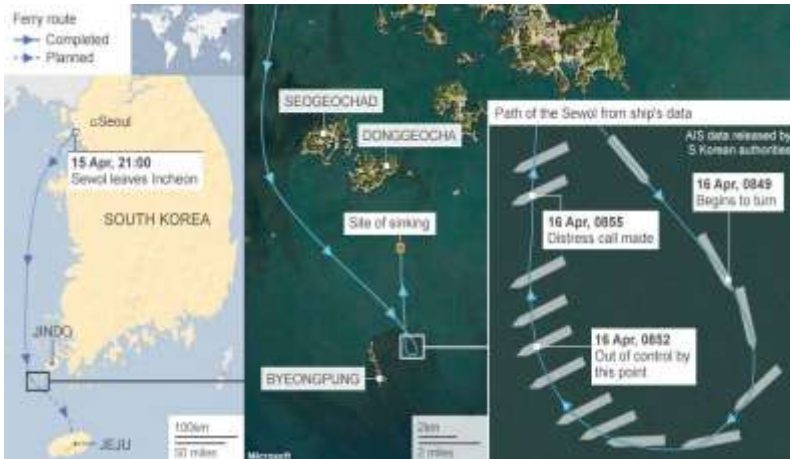 Ferry route
Completed
Planned
Seoul
15 Apr, 21:00
Sewol leaves Incheon
SOUTH KOREA
JINDO
JEJU
100km
50 miles
SEOGEOCHAD
DONGGEOCHA
Site of sinking
BYEONGPUNG
2km
2 miles
Microsoft
Path of the Sewol from ship's data
AIS data released by
S Korean authorities
16 Apr, 0849
Begins to turn
16 Apr, 0855
Distress call made
16 Apr, 0852
Out of control by
this point